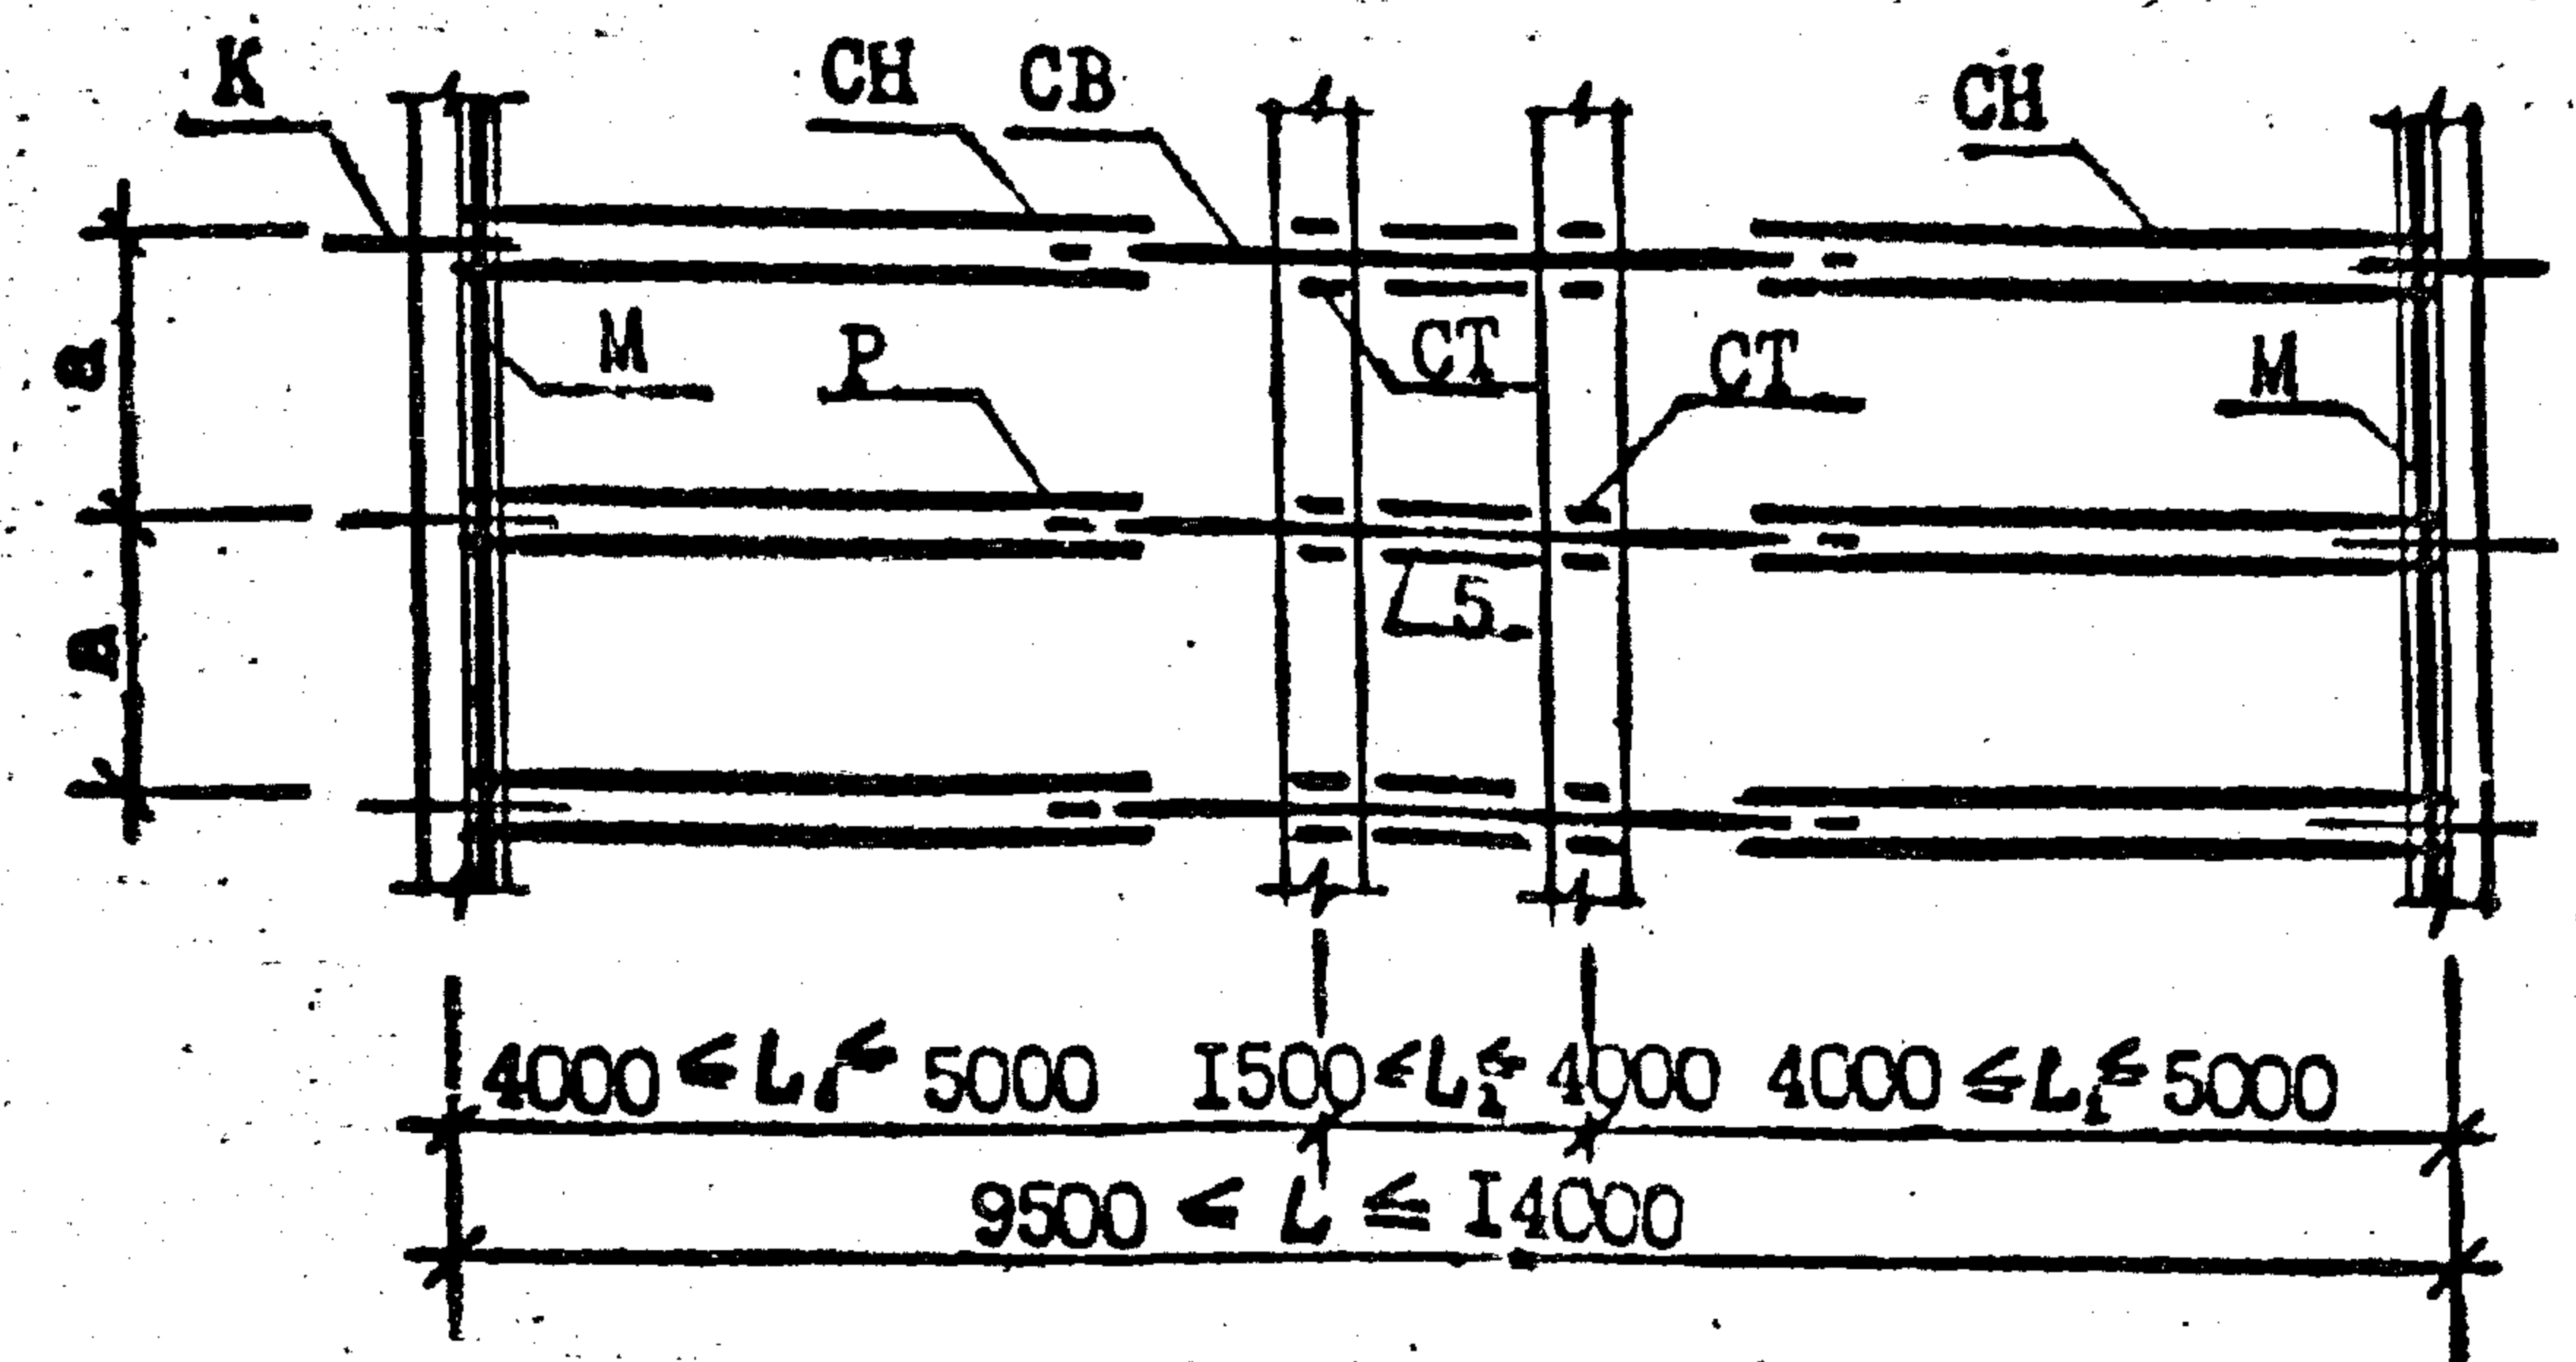 К
СН
СВ
СН
М
Р
СТ
СТ
М
а
5.
а
4000 ≤ L₁ ≤ 5000
1500 ≤ L₁ ≤ 4000
4000 ≤ L₁ ≤ 5000
9500 ≤ L ≤ 14000